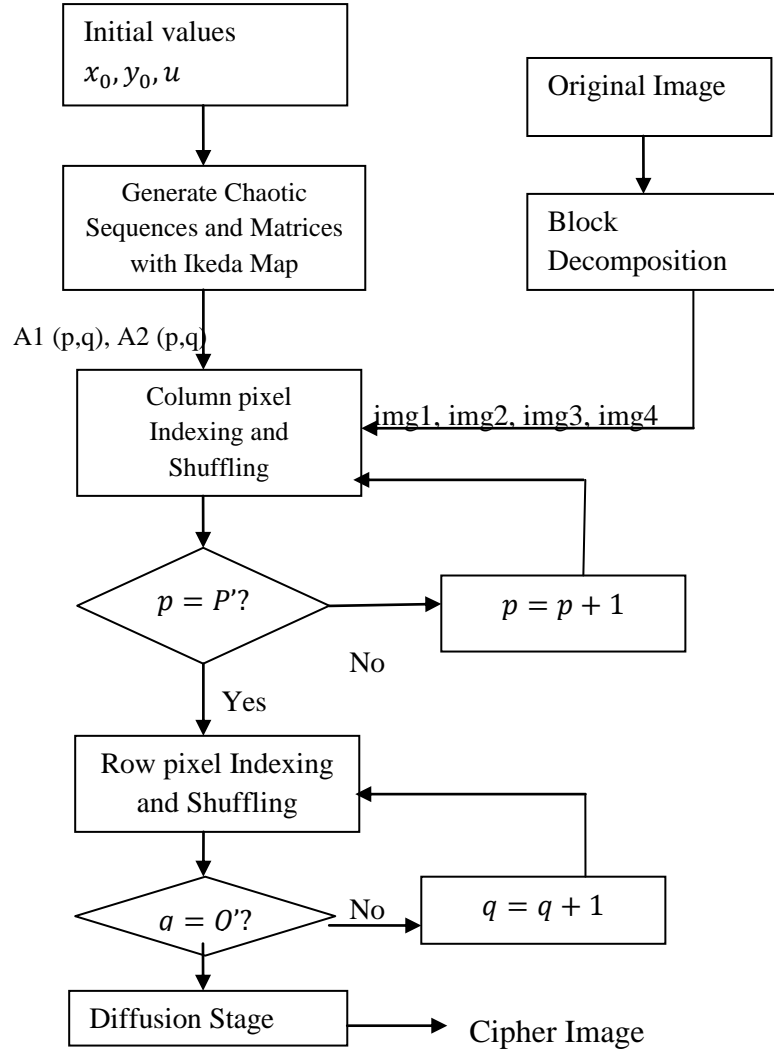 Initial values
𝑥₀, 𝑦₀, 𝑢
Original Image
Generate Chaotic
Sequences and Matrices
with Ikeda Map
Block
Decomposition
A1 (p,q), A2 (p,q)
Column pixel
Indexing and
Shuffling
img1, img2, img3, img4
𝑝 = 𝑃’?
𝑝 = 𝑝 + 1
No
Yes
Row pixel Indexing
and Shuffling
𝑞 = 𝑄’?
No
𝑞 = 𝑞 + 1
Diffusion Stage
Cipher Image